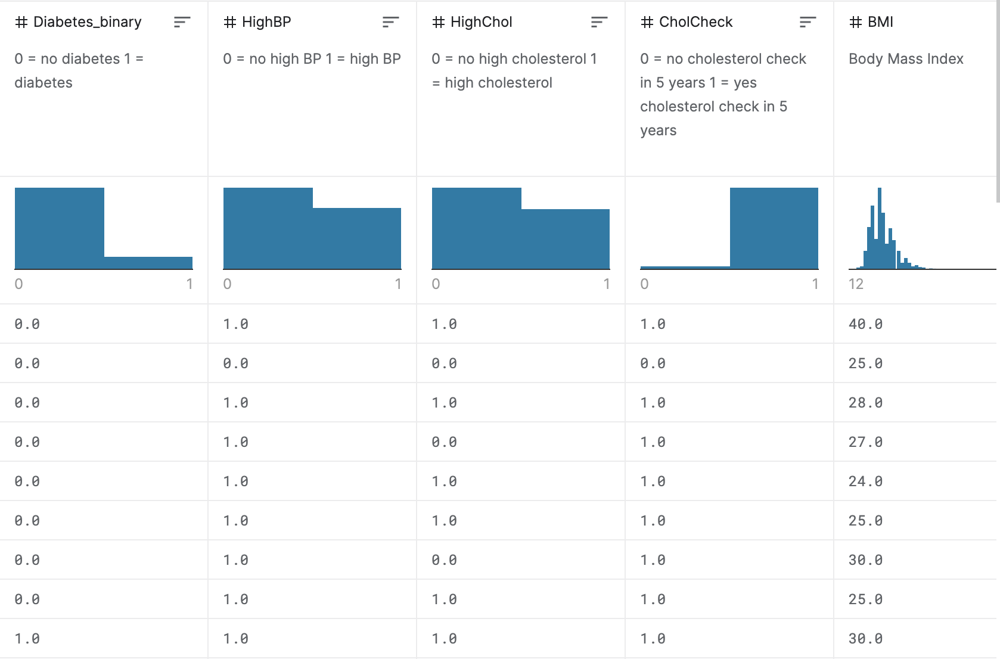 # Diabetes_binary # HighBP # HighChol # CholCheck # BMI
0 = no diabetes 1 = 0 = no high BP 1 = high BP 0 = no high cholesterol 1 0 = no cholesterol check Body Mass Index
diabetes = high cholesterol in 5 years 1 = yes
cholesterol check in 5
years
0 1 0 1 0 1 0 1 12
0.0 1.0 1.0 1.0 40.0
0.0 0.0 0.0 0.0 25.0
0.0 1.0 1.0 1.0 28.0
0.0 1.0 0.0 1.0 27.0
0.0 1.0 1.0 1.0 24.0
0.0 1.0 1.0 1.0 25.0
0.0 1.0 0.0 1.0 30.0
0.0 1.0 1.0 1.0 25.0
1.0 1.0 1.0 1.0 30.0